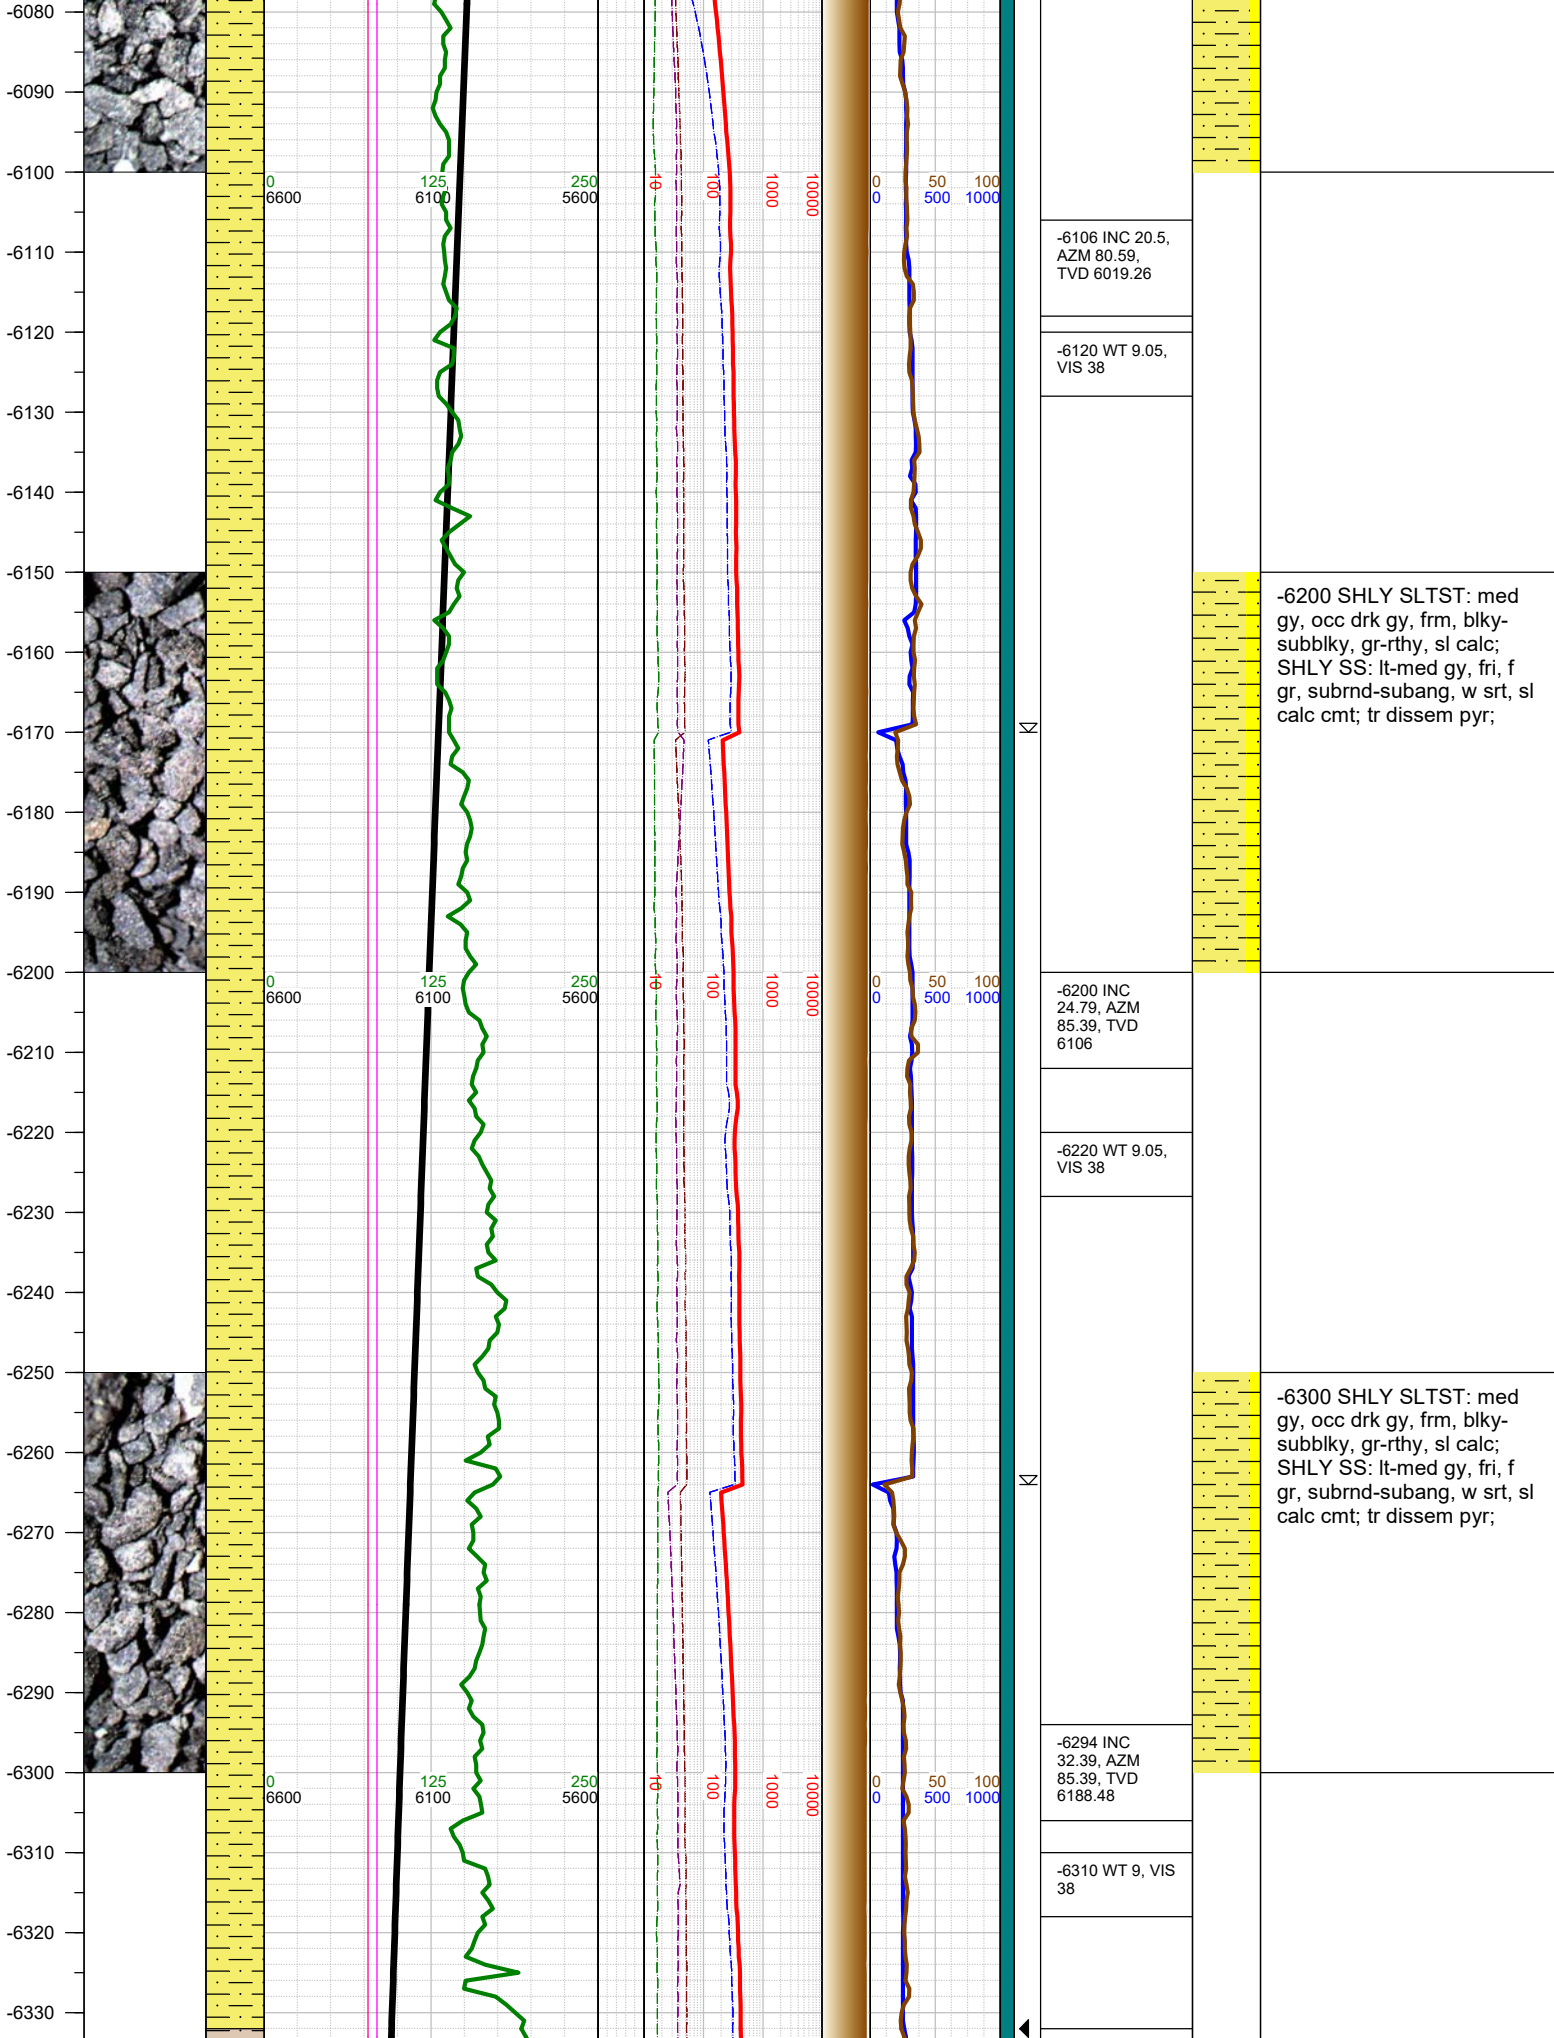 -6080
-6090
-6100
0 125 250
6600 6100 5600
10 100 1000 10000
0 50 100
0 500 1000
-6106 INC 20.5,
AZM 80.59,
TVD 6019.26
-6110
-6120
-6120 WT 9.05,
VIS 38
-6130
-6140
-6150
-6200 SHLY SLTST: med
gy, occ drk gy, frm, blky-
subblky, gr-rthy, sl calc;
SHLY SS: lt-med gy, fri, f
gr, subrnd-subang, w srt, sl
calc cmt; tr dissem pyr;
-6160
-6170
-6180
-6190
-6200
0 125 250
6600 6100 5600
10 100 1000 10000
0 50 100
0 500 1000
-6200 INC
24.79, AZM
85.39, TVD
6106
-6210
-6220
-6220 WT 9.05,
VIS 38
-6230
-6240
-6250
-6300 SHLY SLTST: med
gy, occ drk gy, frm, blky-
subblky, gr-rthy, sl calc;
SHLY SS: lt-med gy, fri, f
gr, subrnd-subang, w srt, sl
calc cmt; tr dissem pyr;
-6260
-6270
-6280
-6290
-6294 INC
32.39, AZM
85.39, TVD
6188.48
-6300
0 125 250
6600 6100 5600
10 100 1000 10000
0 50 100
0 500 1000
-6310
-6310 WT 9, VIS
38
-6320
-6330